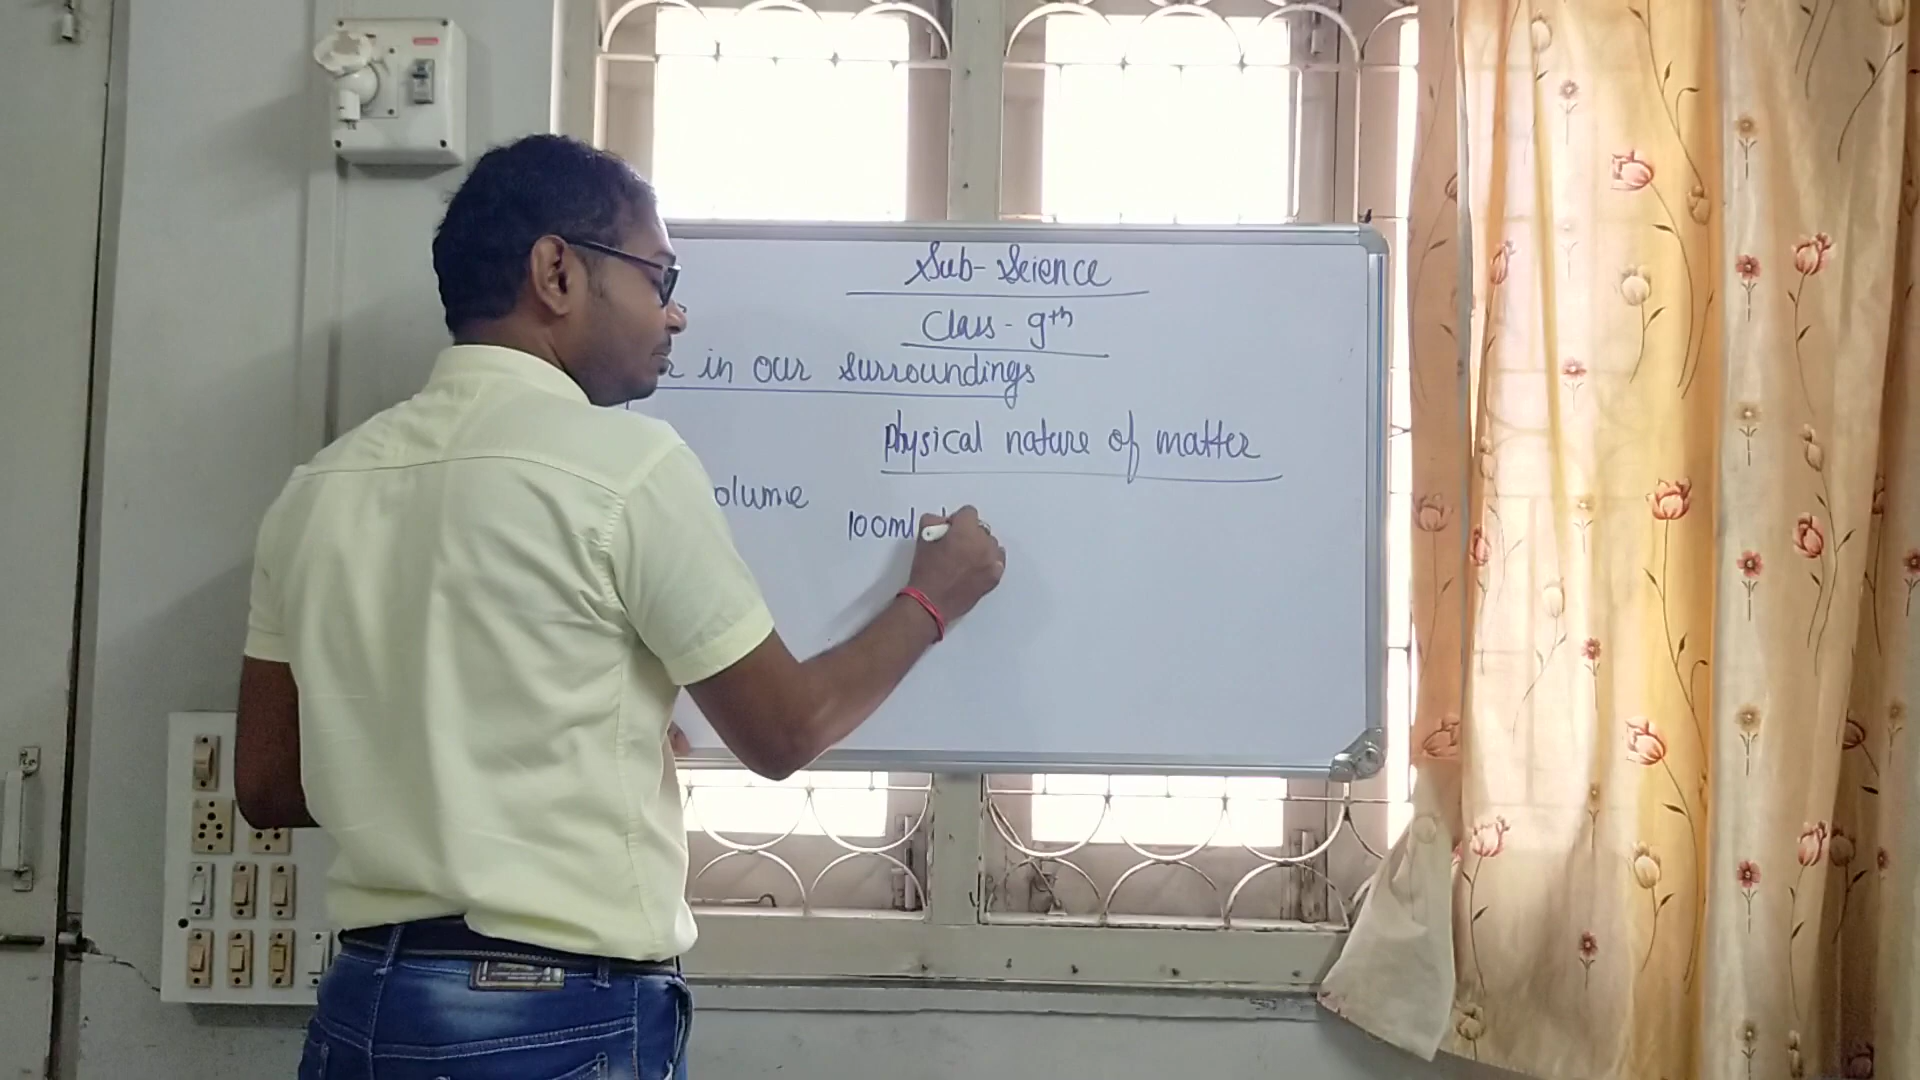 Sub- Science
Class - 9th
r in our surroundings
Physical nature of matter
olume
100ml